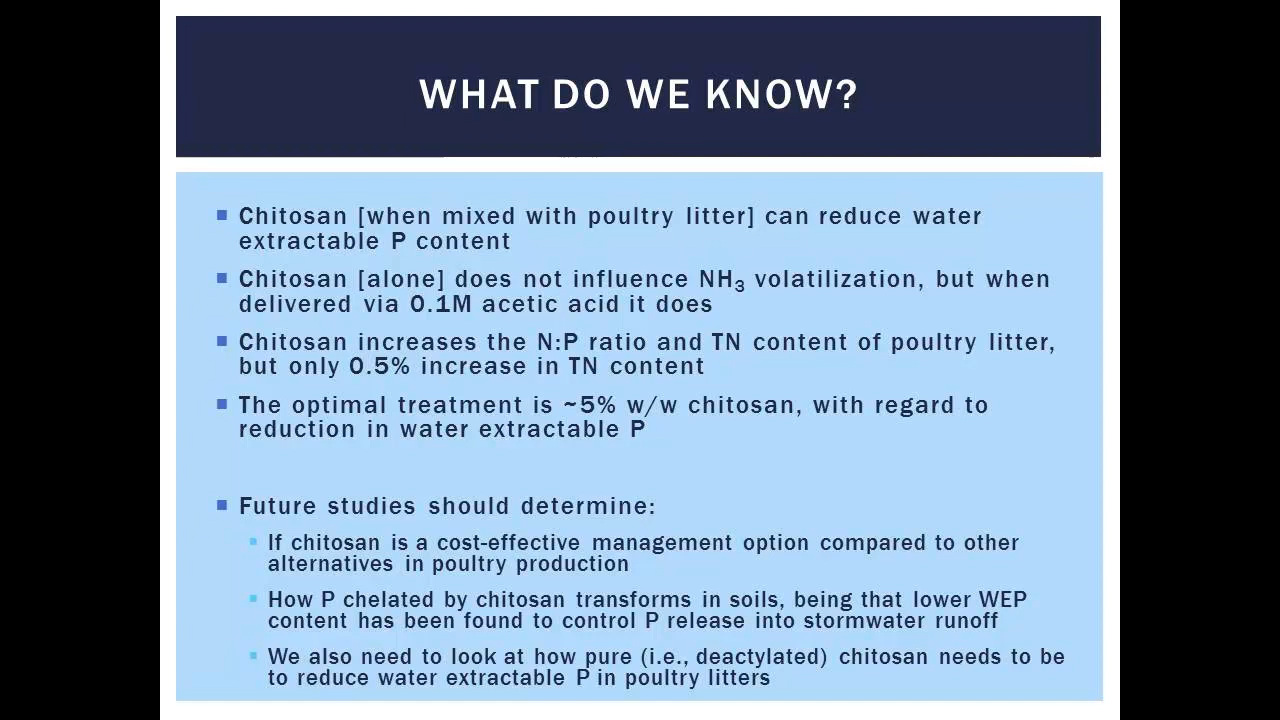 WHAT DO WE KNOW?
Chitosan [when mixed with poultry litter] can reduce water
extractable P content
Chitosan [alone] does not influence NH₃ volatilization, but when
delivered via 0.1M acetic acid it does
Chitosan increases the N:P ratio and TN content of poultry litter,
but only 0.5% increase in TN content
The optimal treatment is ~5% w/w chitosan, with regard to
reduction in water extractable P
Future studies should determine:
If chitosan is a cost-effective management option compared to other
alternatives in poultry production
How P chelated by chitosan transforms in soils, being that lower WEP
content has been found to control P release into stormwater runoff
We also need to look at how pure (i.e., deactylated) chitosan needs to be
to reduce water extractable P in poultry litters